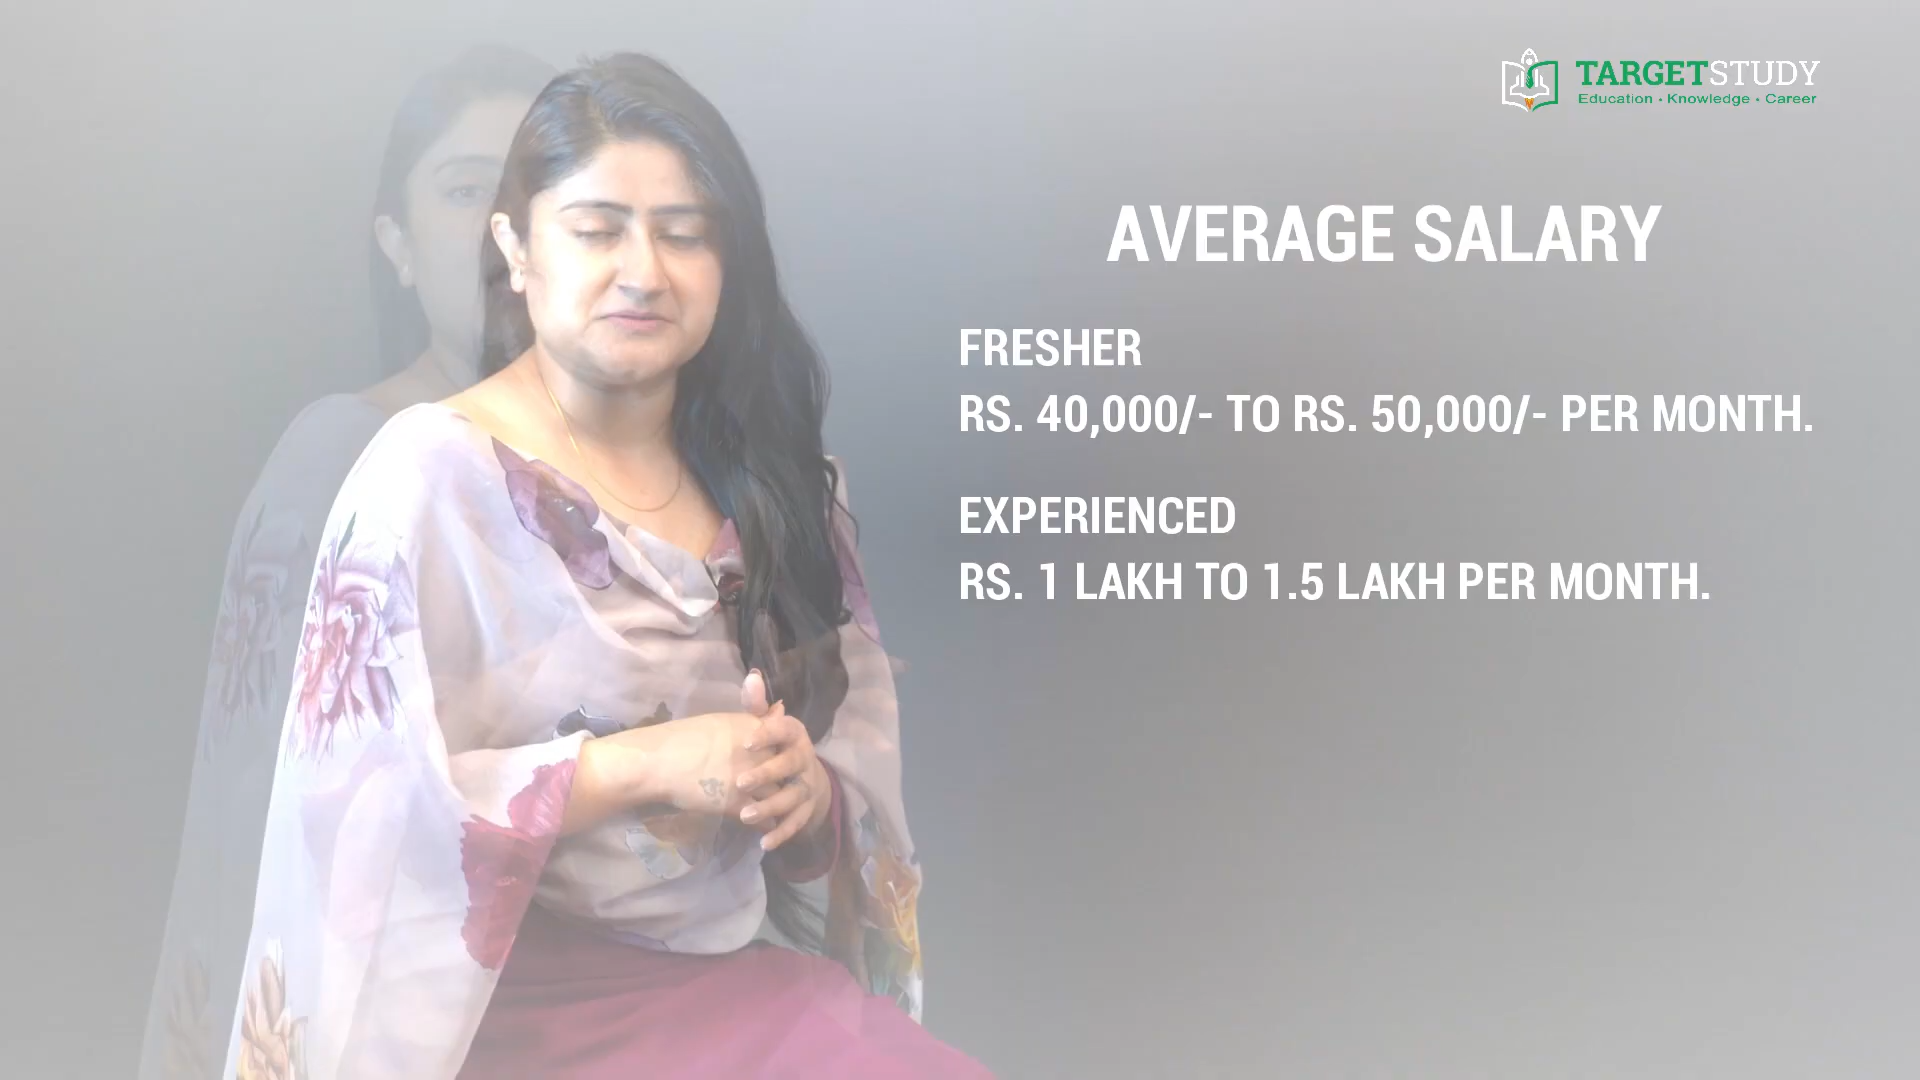 TARGETSTUDY
Education • Knowledge • Career
AVERAGE SALARY
FRESHER
RS. 40,000/- TO RS. 50,000/- PER MONTH.
EXPERIENCED
RS. 1 LAKH TO 1.5 LAKH PER MONTH.